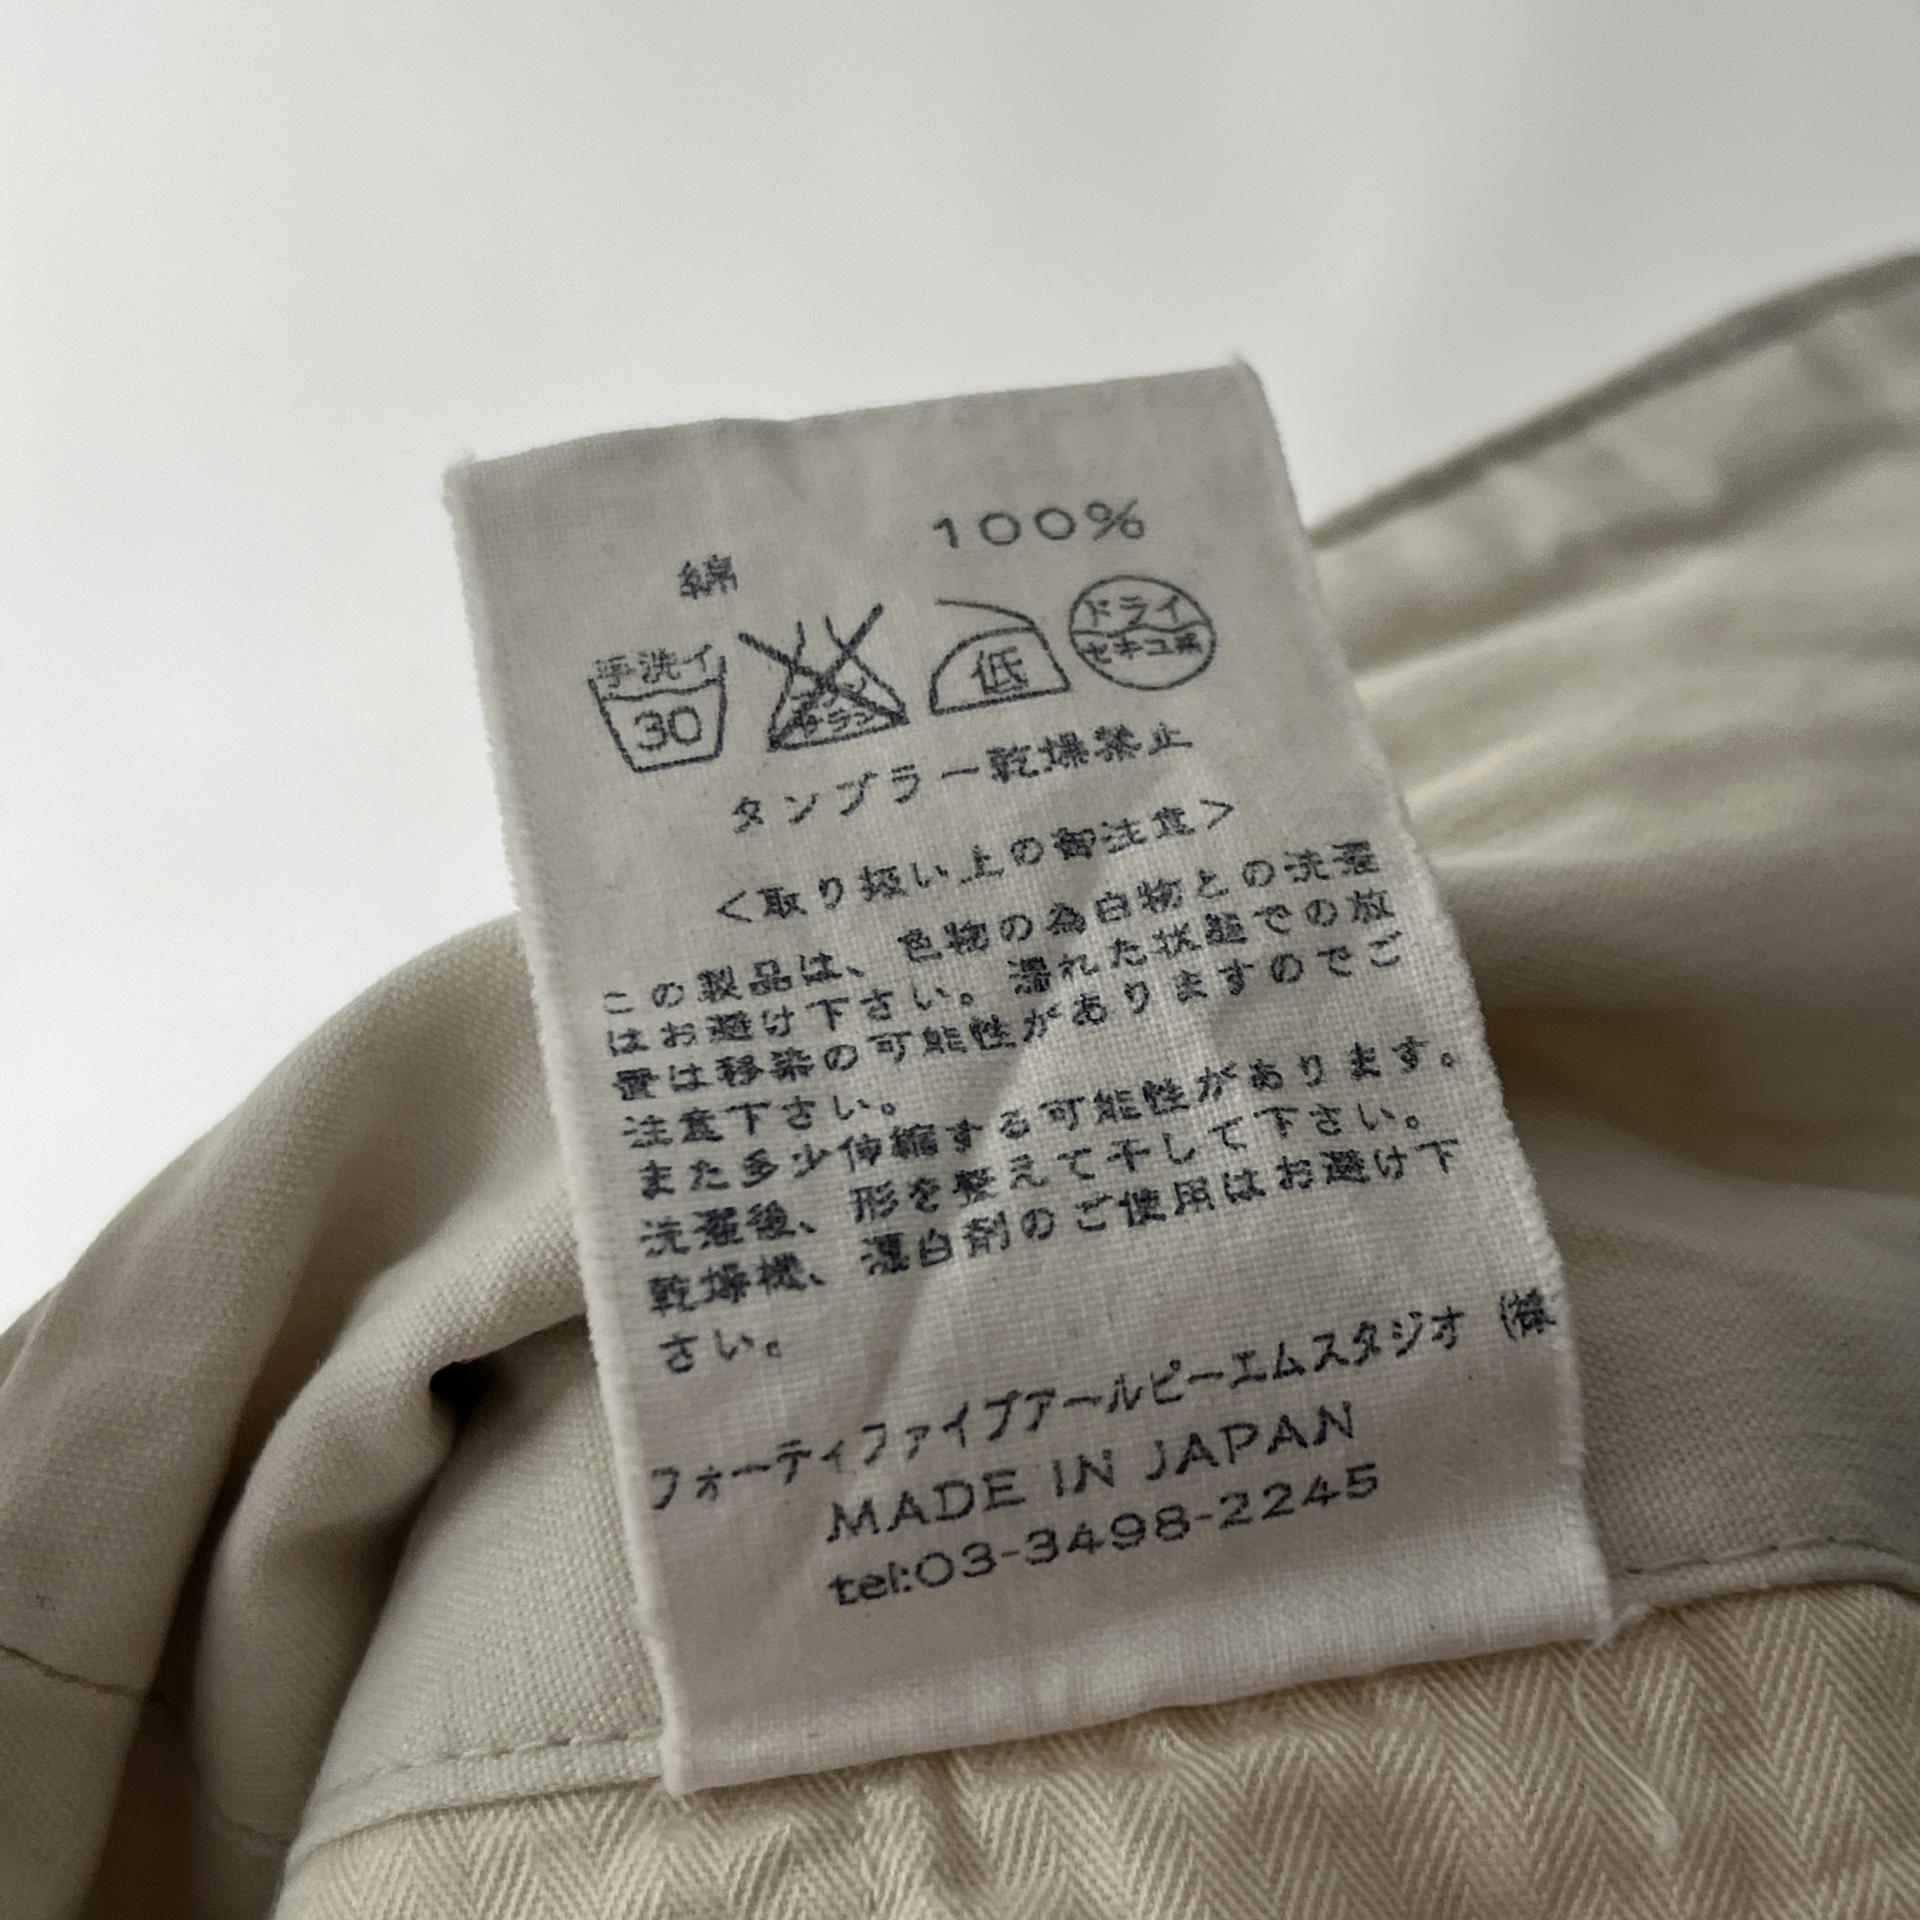 綿 100%
手洗イ 30
エンソサラシ
低
ドライ
セキユ系
タンブラー乾燥禁止
<取り扱い上の御注意>
この製品は、色物の為白物との洗濯
はお避け下さい。濡れた状態での放
置は移染の可能性がありますのでご
注意下さい。
また多少伸縮する可能性があります。
洗濯後、形を整えて干して下さい。
乾燥機、漂白剤のご使用はお避け下
さい。
フォーティファイブアールピーエムスタジオ(株
MADE IN JAPAN
tel:03-3498-2245